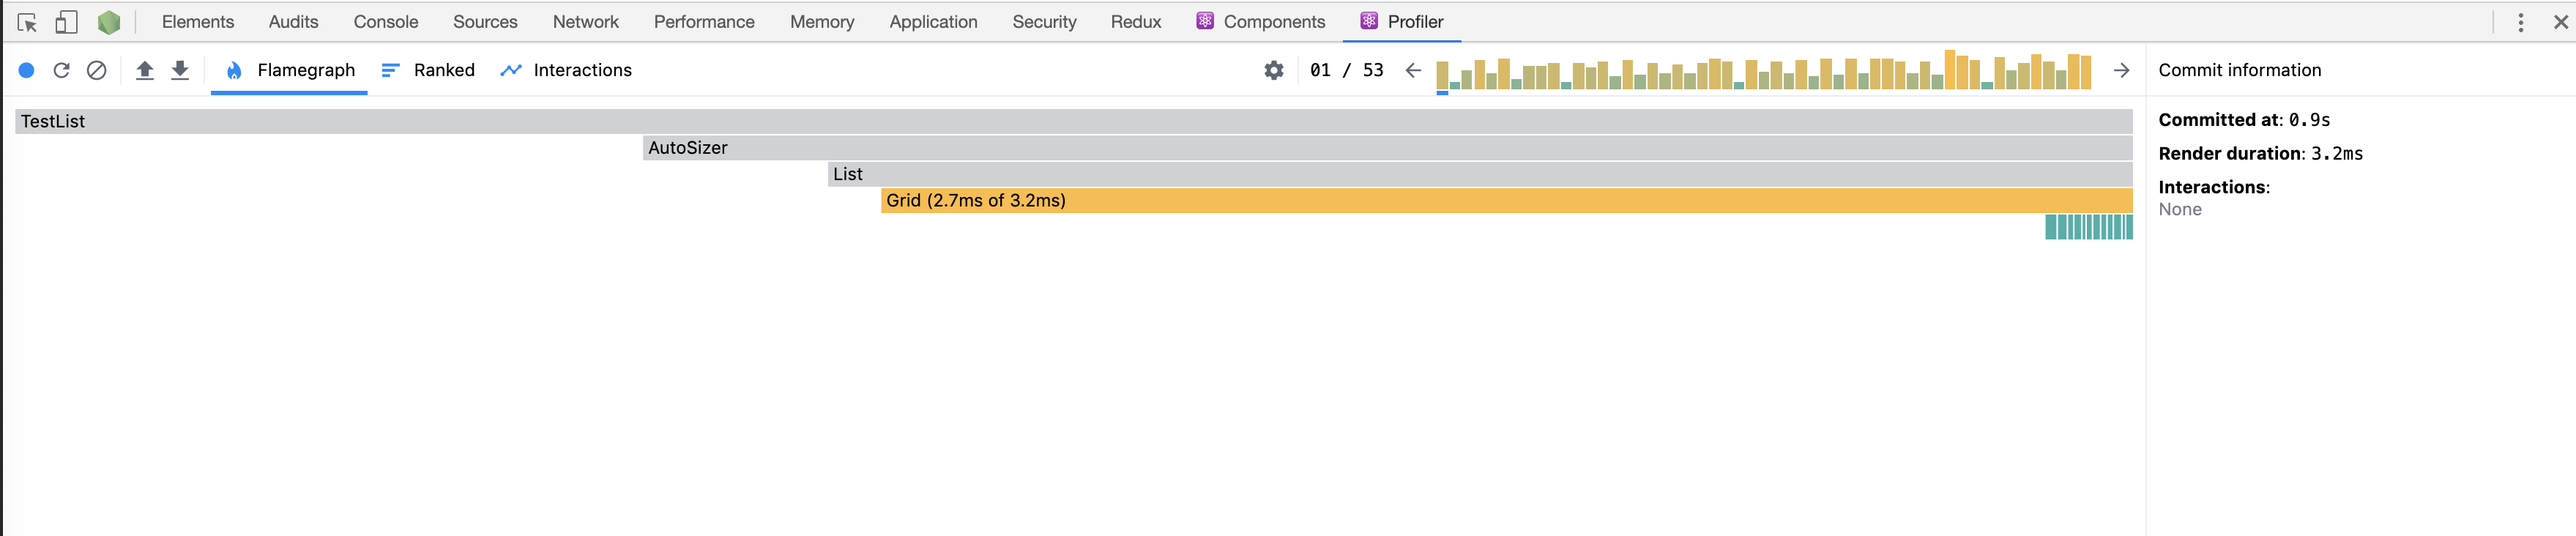 Elements Audits Console Sources Network Performance Memory Application Security Redux Components Profiler
Flamegraph Ranked Interactions 01 / 53 Commit information
TestList
AutoSizer
List
Grid (2.7ms of 3.2ms)
Committed at: 0.9s
Render duration: 3.2ms
Interactions:
None